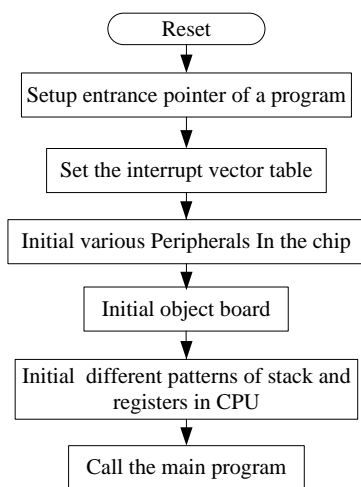 Reset
Setup entrance pointer of a program
Set the interrupt vector table
Initial various Peripherals In the chip
Initial object board
Initial different patterns of stack and
registers in CPU
Call the main program